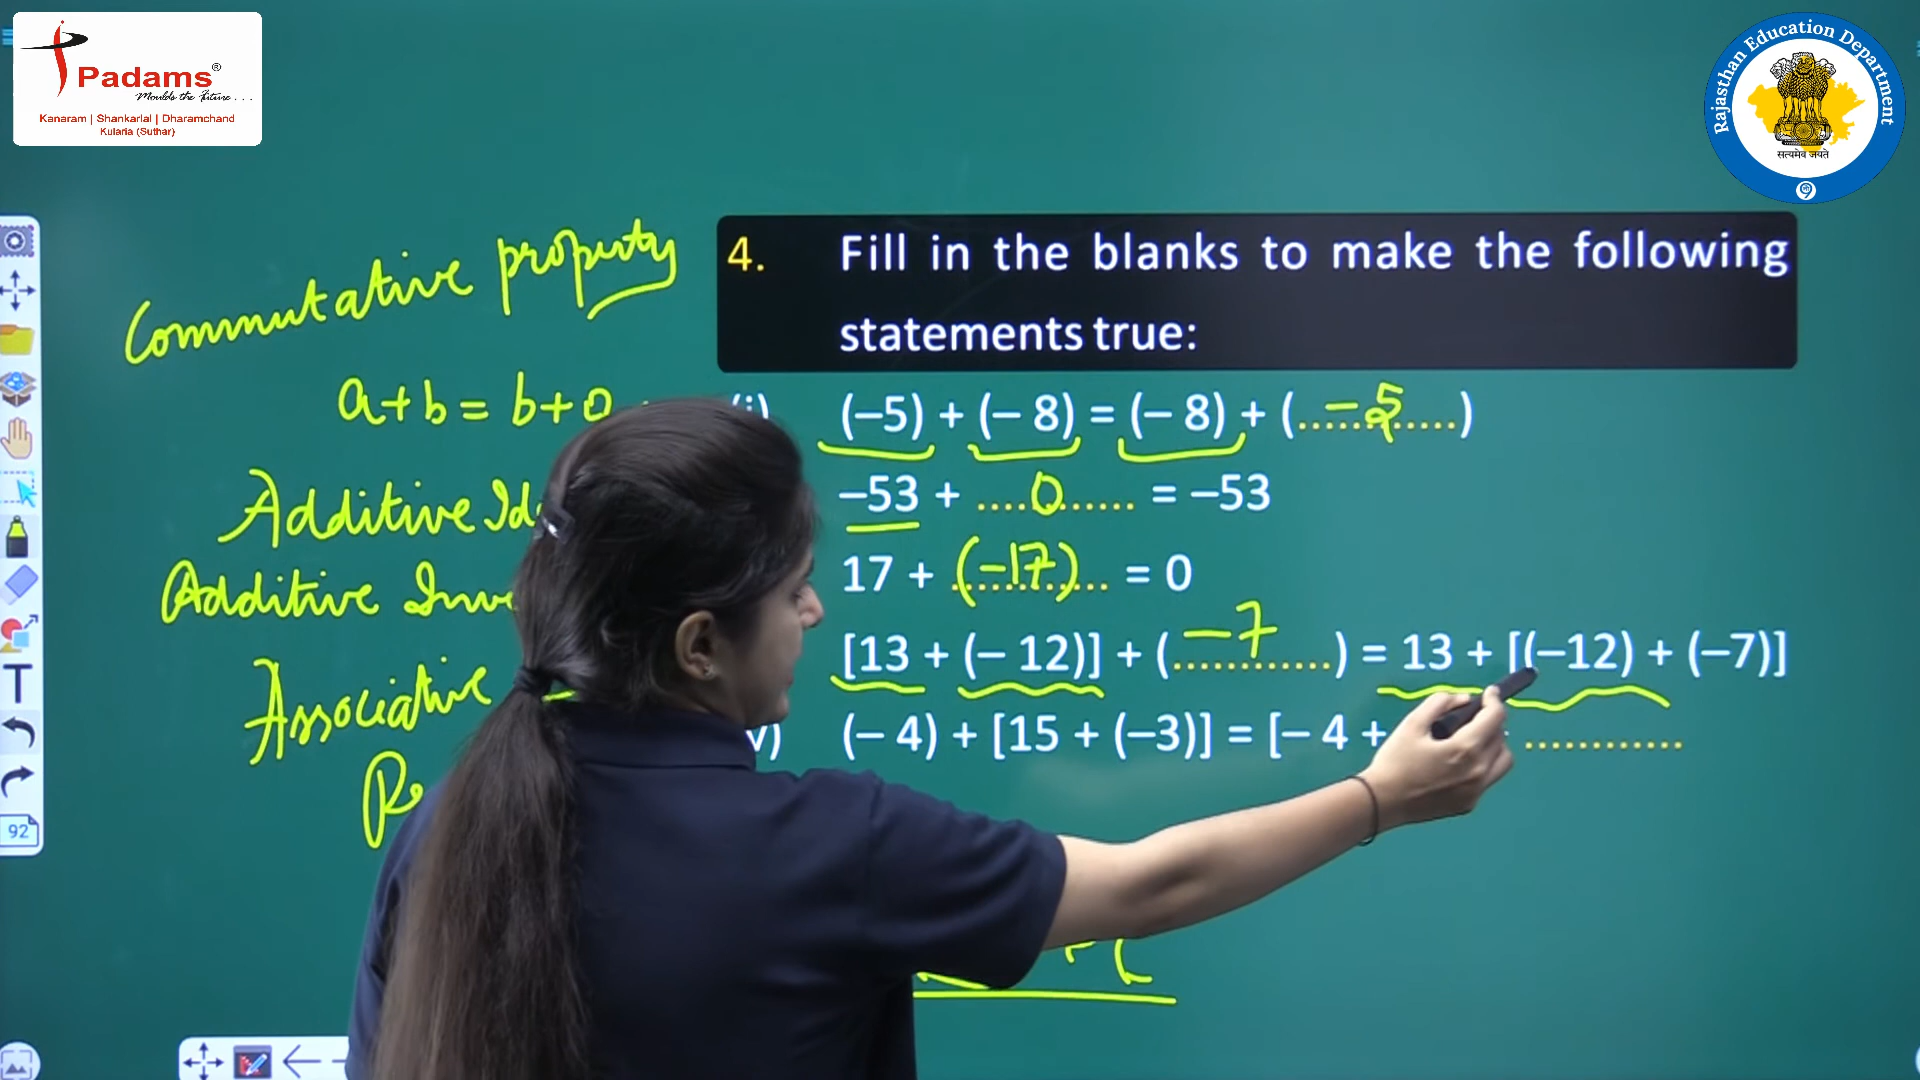 Padams®
Moulds the Future . . .
Kanaram | Shankarlal | Dharamchand
Kularia (Suthar)
Rajasthan Education Department
सत्यमेव जयते
Commutative property
a+b = b+a
Additive Id
Additive Inve
Associative
4. Fill in the blanks to make the following
statements true:
(i) (–5) + (– 8) = (– 8) + (....–5....)
–53 + ....0...... = –53
17 + (–17) = 0
[13 + (– 12)] + (....–7....) = 13 + [(–12) + (–7)]
v) (– 4) + [15 + (–3)] = [– 4 + ............
T
92